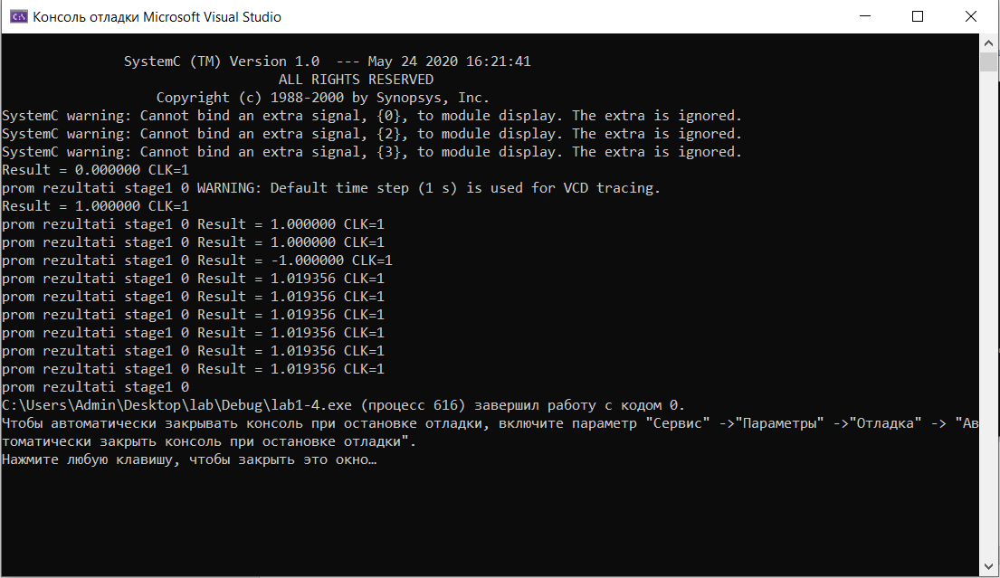 Консоль отладки Microsoft Visual Studio
SystemC (TM) Version 1.0  --- May 24 2020 16:21:41
ALL RIGHTS RESERVED
Copyright (c) 1988-2000 by Synopsys, Inc.
SystemC warning: Cannot bind an extra signal, {0}, to module display. The extra is ignored.
SystemC warning: Cannot bind an extra signal, {2}, to module display. The extra is ignored.
SystemC warning: Cannot bind an extra signal, {3}, to module display. The extra is ignored.
Result = 0.000000 CLK=1
prom rezultati stage1 0 WARNING: Default time step (1 s) is used for VCD tracing.
Result = 1.000000 CLK=1
prom rezultati stage1 0 Result = 1.000000 CLK=1
prom rezultati stage1 0 Result = 1.000000 CLK=1
prom rezultati stage1 0 Result = -1.000000 CLK=1
prom rezultati stage1 0 Result = 1.019356 CLK=1
prom rezultati stage1 0 Result = 1.019356 CLK=1
prom rezultati stage1 0 Result = 1.019356 CLK=1
prom rezultati stage1 0 Result = 1.019356 CLK=1
prom rezultati stage1 0 Result = 1.019356 CLK=1
prom rezultati stage1 0 Result = 1.019356 CLK=1
prom rezultati stage1 0
C:\Users\Admin\Desktop\lab\Debug\lab1-4.exe (процесс 616) завершил работу с кодом 0.
Чтобы автоматически закрывать консоль при остановке отладки, включите параметр "Сервис" ->"Параметры" ->"Отладка" -> "Ав
томатически закрыть консоль при остановке отладки".
Нажмите любую клавишу, чтобы закрыть это окно…